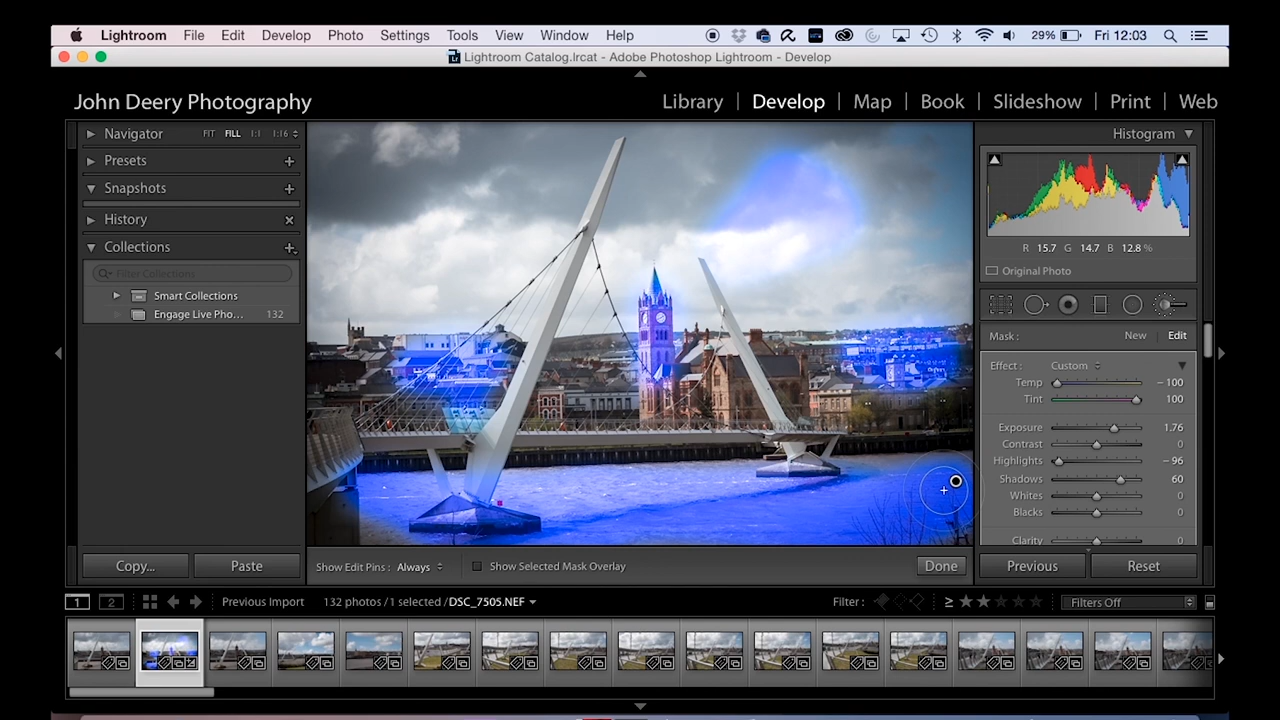 Lightroom File Edit Develop Photo Settings Tools View Window Help 29% Fri 12:03
Lightroom Catalog.lrcat - Adobe Photoshop Lightroom - Develop
John Deery Photography Library | Develop | Map | Book | Slideshow | Print | Web
Navigator FIT FILL 1:1 1:16
Histogram
Presets
Snapshots
History
Collections
R 15.7 G 14.7 B 12.8 %
Filter Collections
Original Photo
Smart Collections
Engage Live Pho... 132
Mask : New Edit
Effect : Custom
Temp - 100
Tint 100
Exposure 1.76
Contrast 0
Highlights - 96
Shadows 60
Whites 0
Blacks 0
Clarity 0
Copy... Paste Show Edit Pins : Always Show Selected Mask Overlay Done Previous Reset
1 2 Previous Import 132 photos / 1 selected / DSC_7505.NEF Filter : ≥ Filters Off